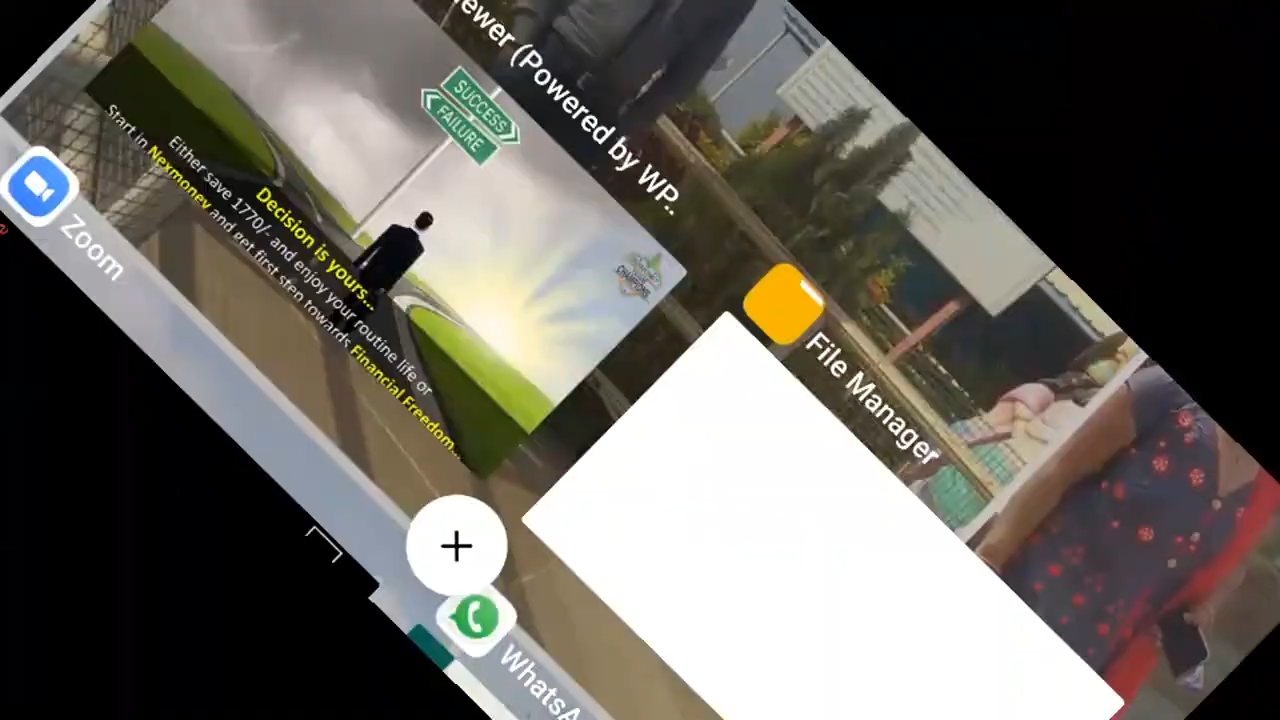 ewer (Powered by WP..
SUCCESS
FAILURE
Decision is yours...
Either save 1770/- and enjoy your routine life or
Start in Nexmoney and get first step towards Financial Freedom...
Zoom
File Manager
WhatsA